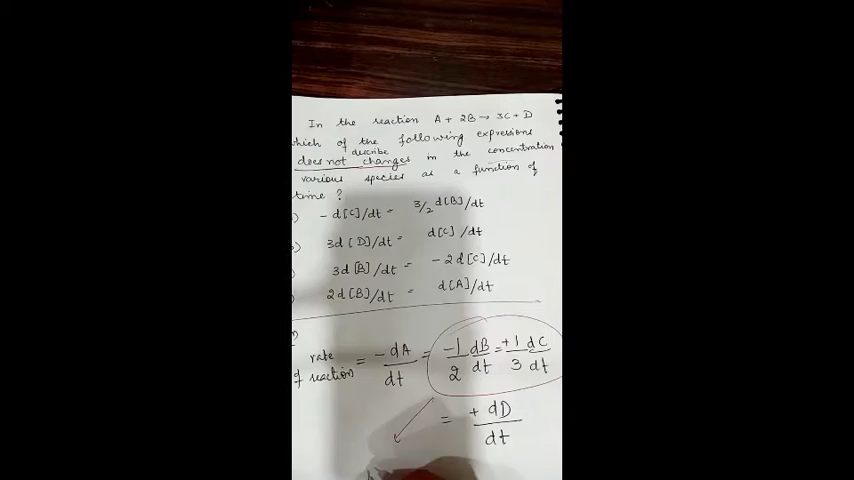 In the reaction A + 2B → 3C + D
which of the following expressions
describe
does not changes in the concentration
various species as a function of
time ?
) - d[C]/dt = 3/2 d[B]/dt
) 3d [D]/dt = d[C] /dt
) 3d [B]/dt = - 2d [C]/dt
) 2d [B]/dt = d[A]/dt
rate of reaction = - dA/dt = -1/2 dB/dt = +1/3 dC/dt
= + dD/dt